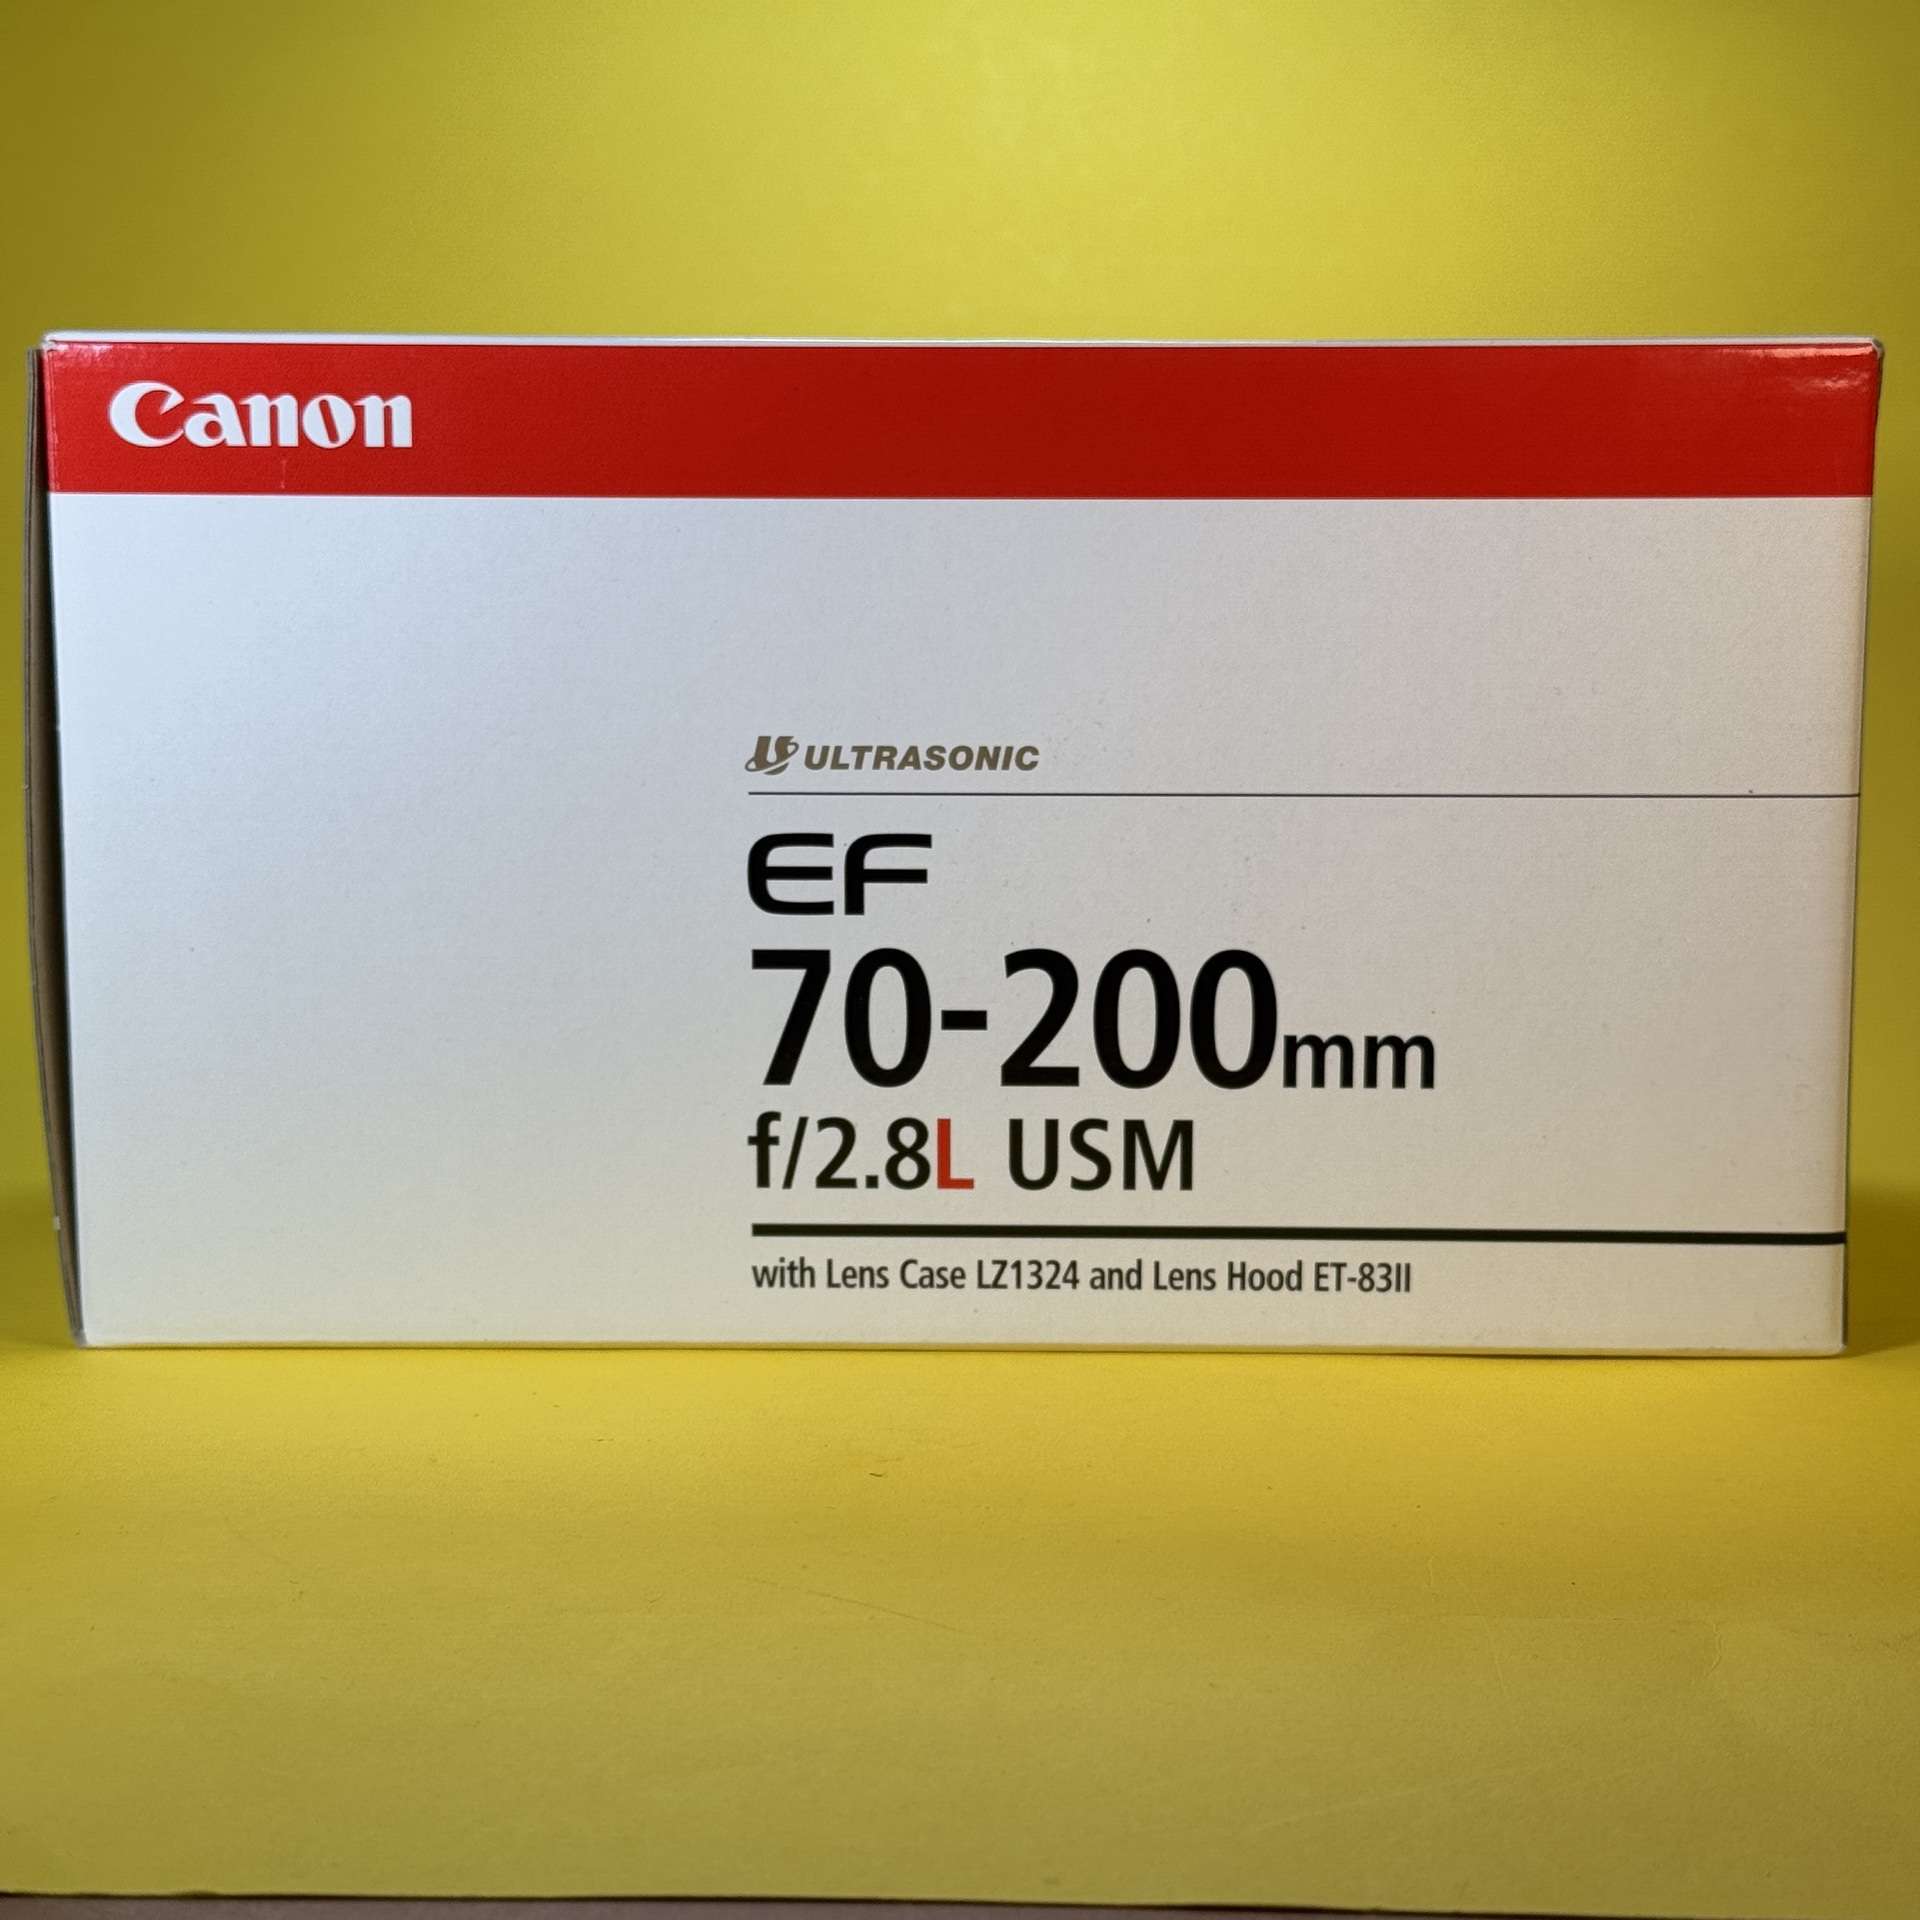 Canon
ULTRASONIC
EF
70-200mm
f/2.8L USM
with Lens Case LZ1324 and Lens Hood ET-83II